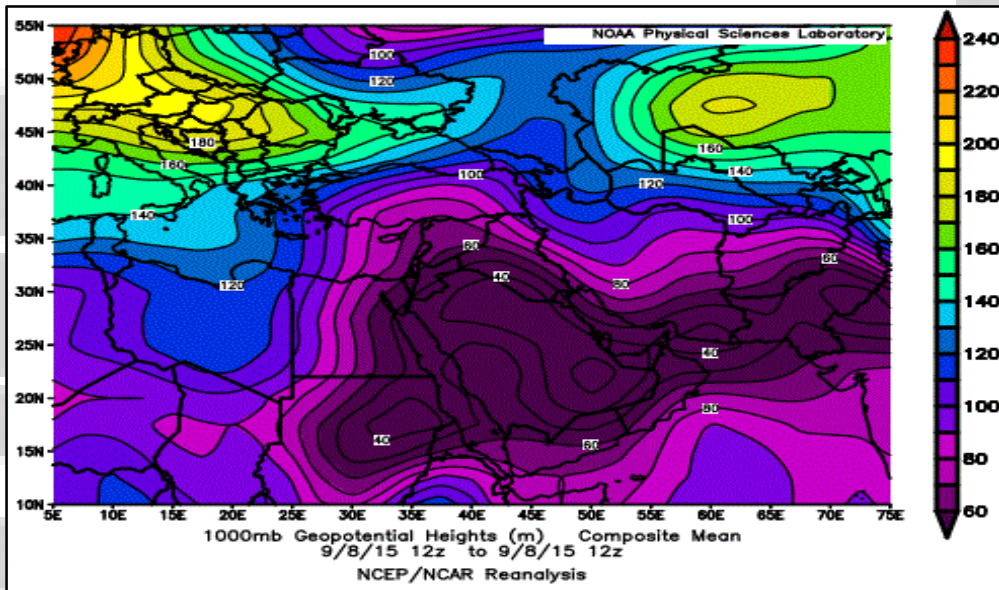 55N
NOAA Physical Sciences Laboratory
240
100
50N
120
220
180
45N
160
160
200
140
100
120
40N
180
140
100
35N
60
60
160
120
40
80
30N
140
25N
40
120
20N
80
100
40
60
15N
80
10N
60
5E 10E 15E 20E 25E 30E 35E 40E 45E 50E 55E 60E 65E 70E 75E
1000mb Geopotential Heights (m) Composite Mean
9/8/15 12z to 9/8/15 12z
NCEP/NCAR Reanalysis